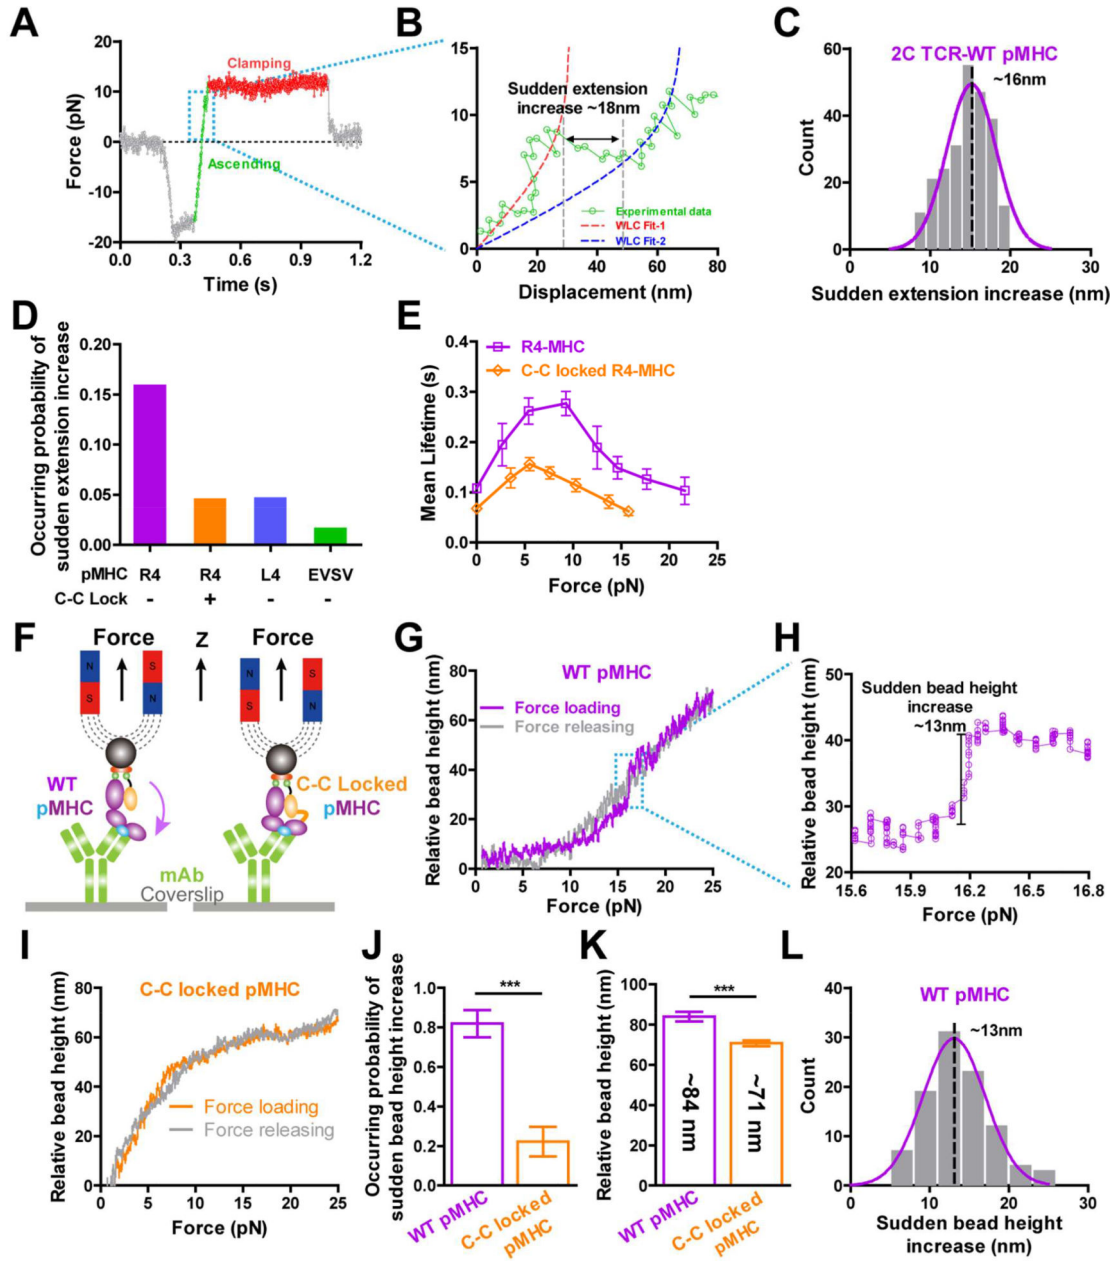 A
Force (pN)
20
10
0
-10
-20
0.0
0.3
0.6
0.9
1.2
Time (s)
Clamping
Ascending
B
15
10
5
0
0
20
40
60
80
Displacement (nm)
Sudden extension
increase ~18nm
Experimental data
WLC Fit-1
WLC Fit-2
C
2C TCR-WT pMHC
~16nm
Count
60
40
20
0
0
10
20
30
Sudden extension increase (nm)
D
Occurring probability of
sudden extension increase
0.20
0.15
0.10
0.05
0.00
pMHC R4 R4 L4 EVSV
C-C Lock - + - -
E
Mean Lifetime (s)
0.4
0.3
0.2
0.1
0.0
0
5
10
15
20
25
Force (pN)
R4-MHC
C-C locked R4-MHC
F
Force
Z
Force
N
S
S
N
N
S
S
N
WT
pMHC
C-C Locked
pMHC
mAb
Coverslip
G
WT pMHC
Force loading
Force releasing
Relative bead height (nm)
80
60
40
20
0
0
5
10
15
20
25
Force (pN)
H
Relative bead height (nm)
50
40
30
20
15.6
15.9
16.2
16.5
16.8
Force (pN)
Sudden bead height
increase
~13nm
I
C-C locked pMHC
Force loading
Force releasing
Relative bead height (nm)
80
60
40
20
0
0
5
10
15
20
25
Force (pN)
J
Occurring probability of
sudden bead height increase
1.0
0.8
0.6
0.4
0.2
0.0
***
WT pMHC
C-C locked
pMHC
K
Relative bead height (nm)
100
80
60
40
20
0
***
~84 nm
~71 nm
WT pMHC
C-C locked
pMHC
L
WT pMHC
~13nm
Count
40
30
20
10
0
0
10
20
30
Sudden bead height
increase (nm)